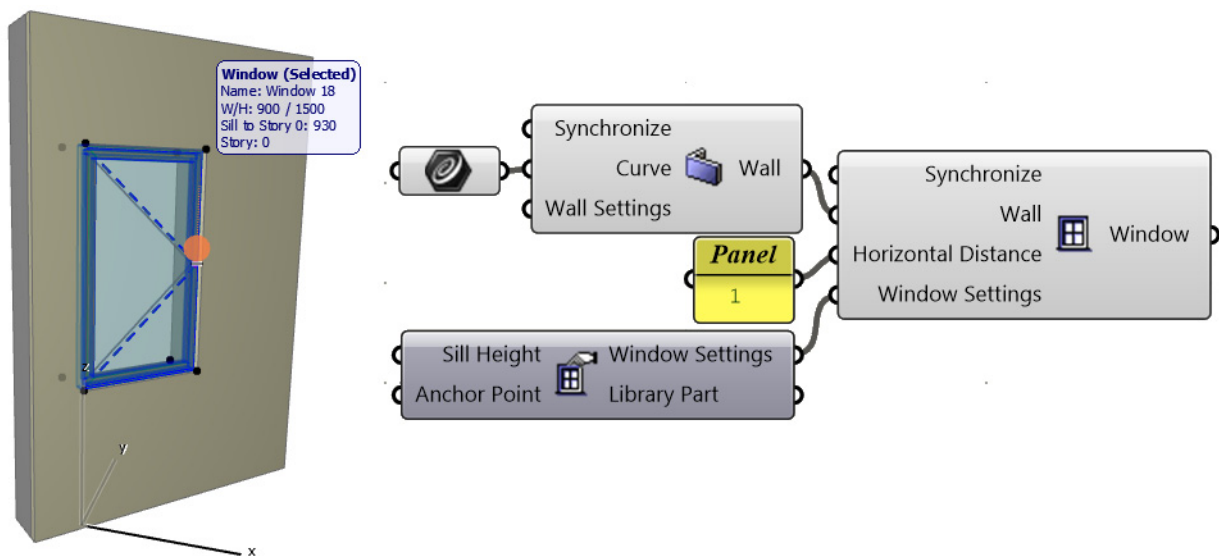 Window (Selected)
Name: Window 18
W/H: 900 / 1500
Sill to Story 0: 930
Story: 0
z
y
x
Synchronize
Curve
Wall
Wall Settings
Panel
1
Sill Height
Window Settings
Anchor Point
Library Part
Synchronize
Wall
Horizontal Distance
Window
Window Settings